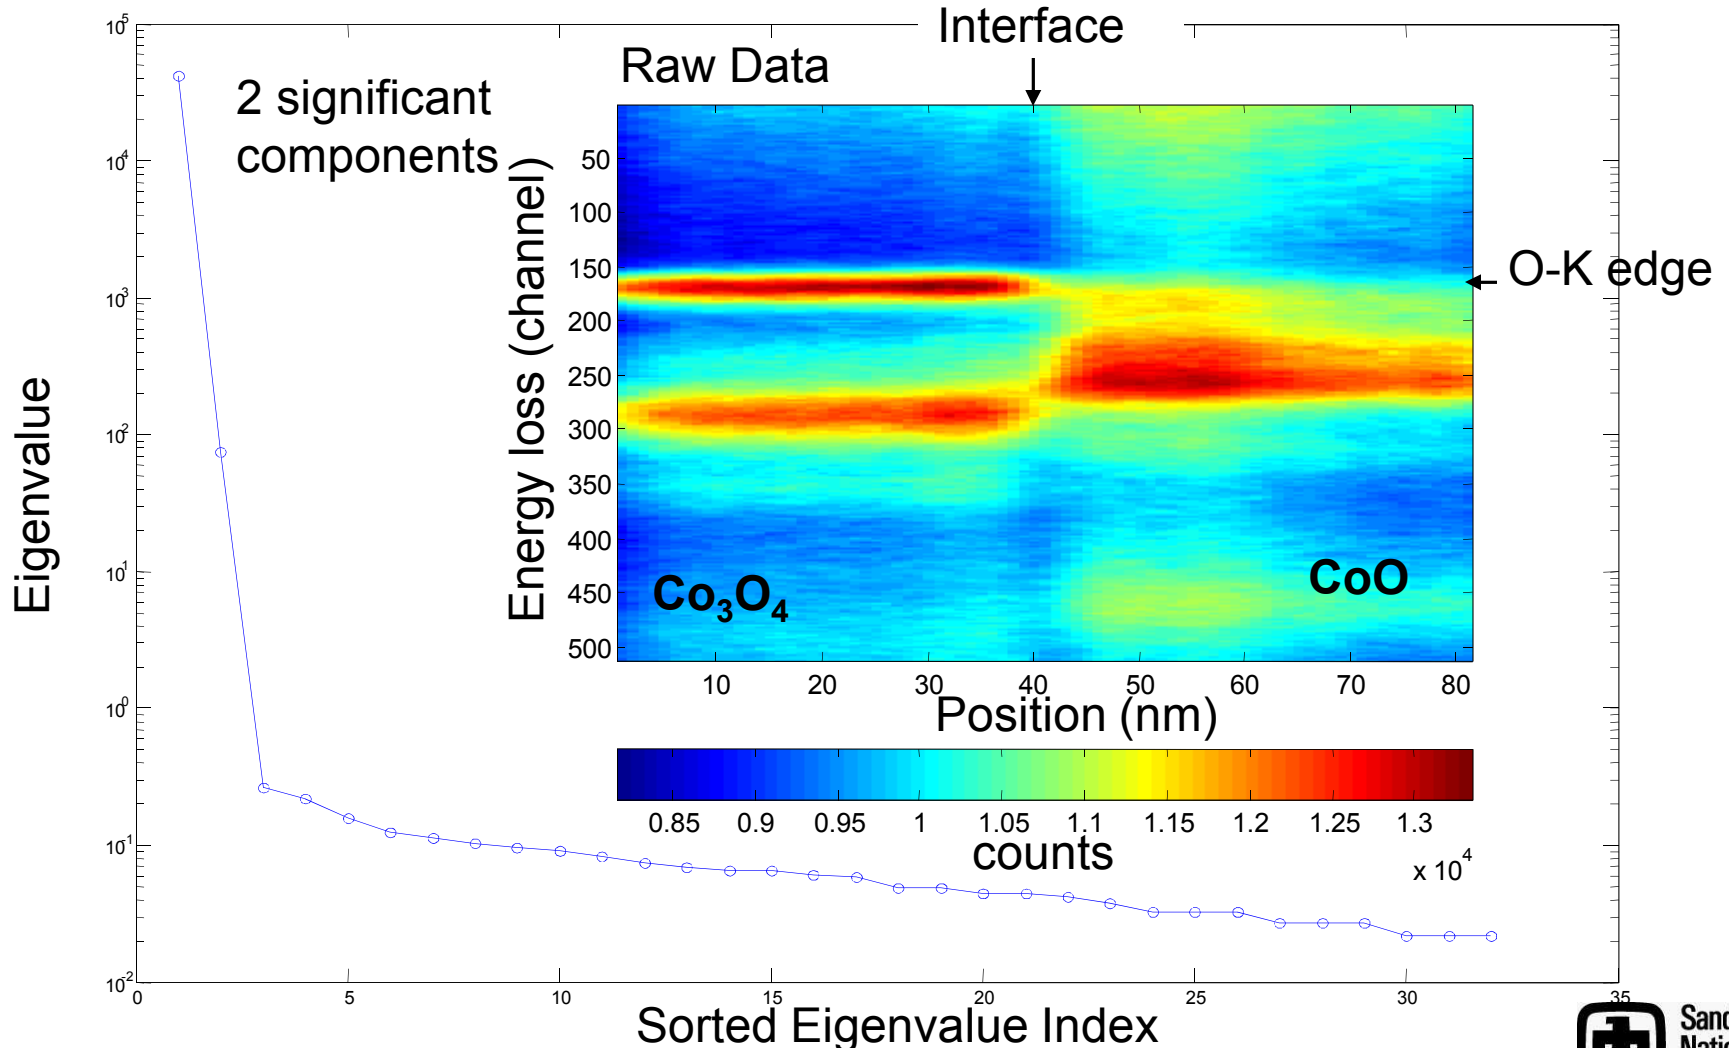 Interface
Raw Data
2 significant
components
Eigenvalue
10^5
10^4
10^3
10^2
10^1
10^0
10^-1
10^-2
0 5 10 15 20 25 30 35
Sorted Eigenvalue Index
Energy loss (channel)
50
100
150
200
250
300
350
400
450
500
O-K edge
Co3O4
CoO
10 20 30 40 50 60 70 80
Position (nm)
0.85 0.9 0.95 1 1.05 1.1 1.15 1.2 1.25 1.3
counts
x 10^4